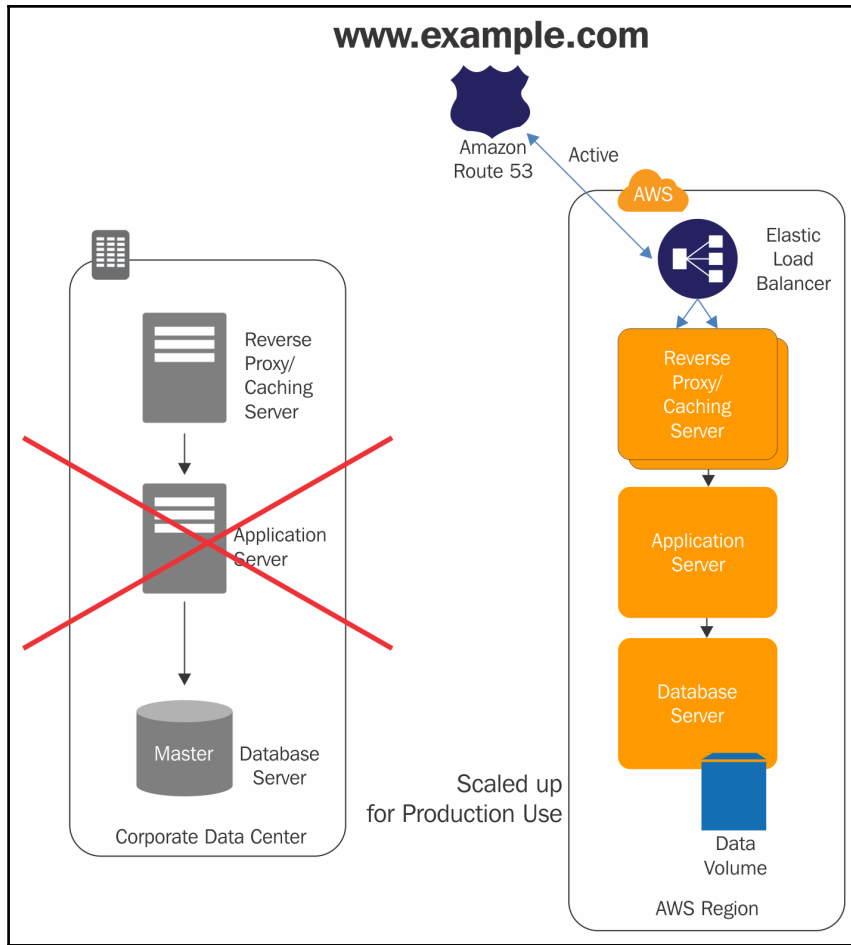 www.example.com
Amazon
Route 53
Active
AWS
Elastic
Load
Balancer
Reverse
Proxy/
Caching
Server
Reverse
Proxy/
Caching
Server
Application
Server
Application
Server
Master
Database
Server
Database
Server
Scaled up
for Production Use
Corporate Data Center
Data
Volume
AWS Region